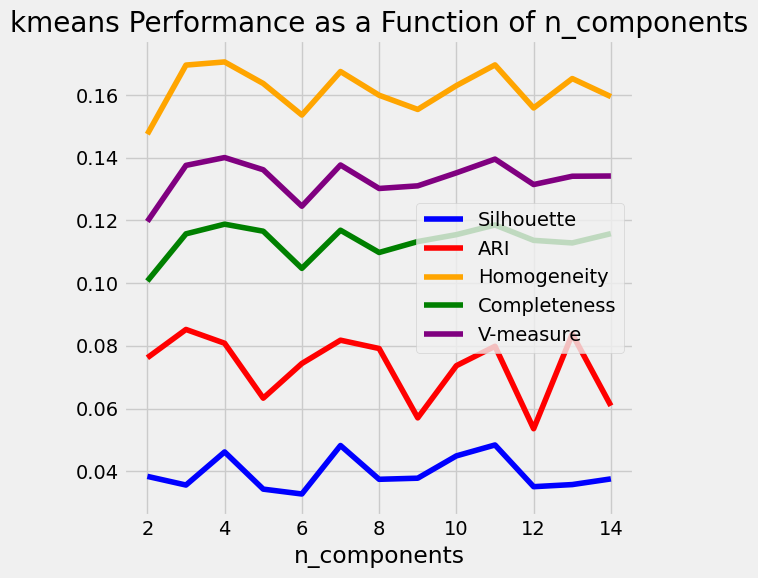 kmeans Performance as a Function of n_components
0.16
0.14
0.12
0.10
0.08
0.06
0.04
Silhouette
ARI
Homogeneity
Completeness
V-measure
2 4 6 8 10 12 14
n_components